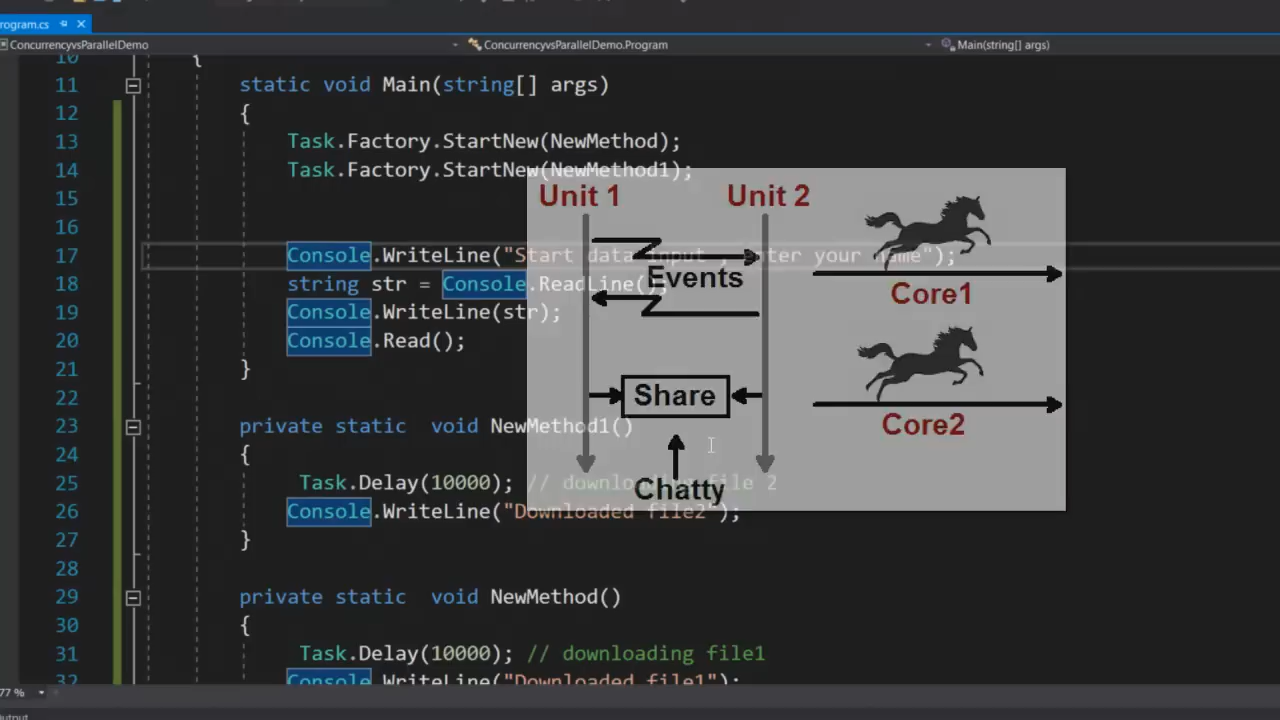 rogram.cs
ConcurrencyvsParallelDemo
ConcurrencyvsParallelDemo.Program
Main(string[] args)
10 {
11 static void Main(string[] args)
12 {
13 Task.Factory.StartNew(NewMethod);
14 Task.Factory.StartNew(NewMethod1);
15
16
17 Console.WriteLine("Start data input , enter your name");
18 string str = Console.ReadLine();
19 Console.WriteLine(str);
20 Console.Read();
21 }
22
23 private static void NewMethod1()
24 {
25 Task.Delay(10000); // downloading file 2
26 Console.WriteLine("Downloaded file2");
27 }
28
29 private static void NewMethod()
30 {
31 Task.Delay(10000); // downloading file1
32 Console.WriteLine("Downloaded file1");
Unit 1
Unit 2
Events
Core1
Core2
Share
Chatty
77 %
utput